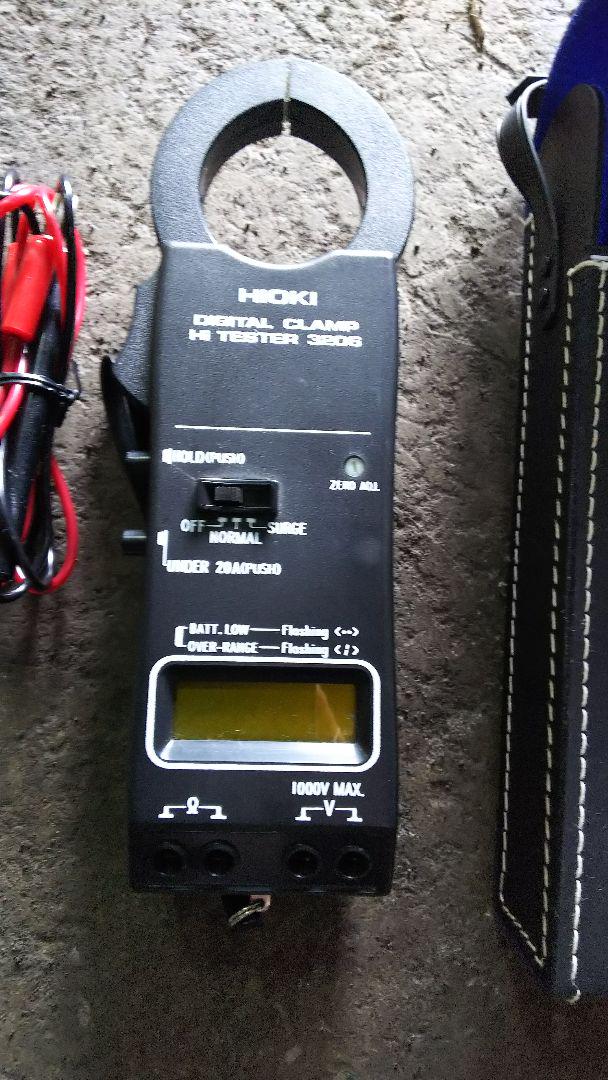 HIOKI
DIGITAL CLAMP
HI TESTER 3206
HOLD(PUSH)
ZERO ADJ.
OFF SURGE
NORMAL
UNDER 20A(PUSH)
BATT. LOW — Flashing
OVER-RANGE — Flashing
1000V MAX.
Ω V